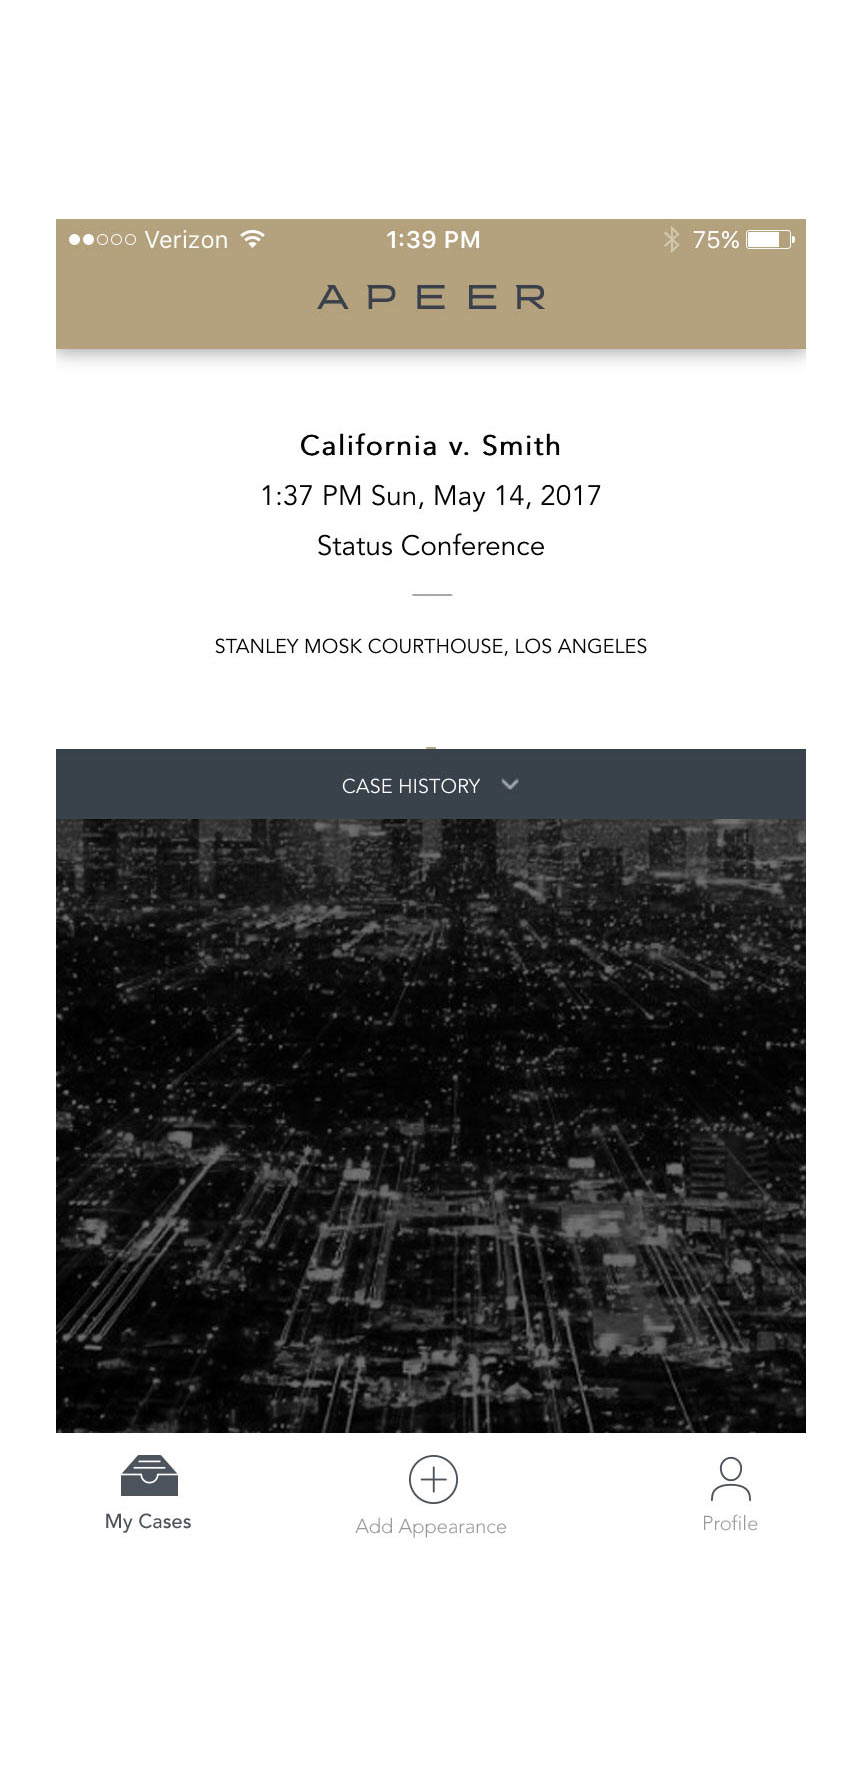 Verizon 1:39 PM 75%
APEER
California v. Smith
1:37 PM Sun, May 14, 2017
Status Conference
STANLEY MOSK COURTHOUSE, LOS ANGELES
CASE HISTORY
My Cases Add Appearance Profile